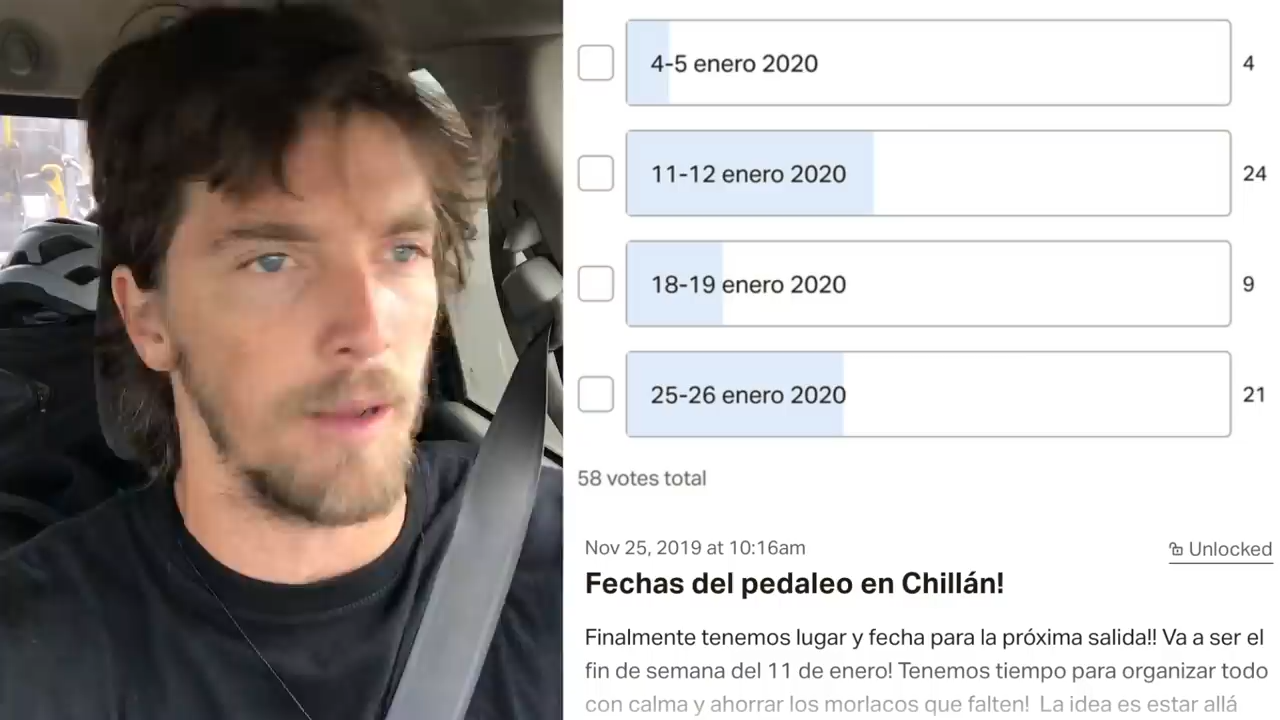 4-5 enero 2020
4
11-12 enero 2020
24
18-19 enero 2020
9
25-26 enero 2020
21
58 votes total
Nov 25, 2019 at 10:16am
Unlocked
Fechas del pedaleo en Chillán!
Finalmente tenemos lugar y fecha para la próxima salida!! Va a ser el
fin de semana del 11 de enero! Tenemos tiempo para organizar todo
con calma y ahorrar los morlacos que falten! La idea es estar allá